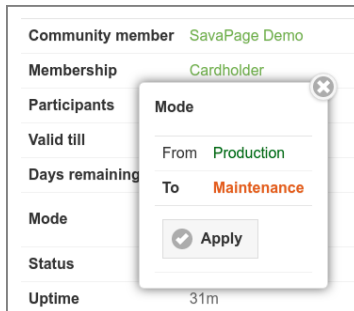 Community member SavaPage Demo
Membership Cardholder
Participants
Valid till
Days remaining
Mode
Status
Uptime 31m
Mode
From Production
To Maintenance
Apply